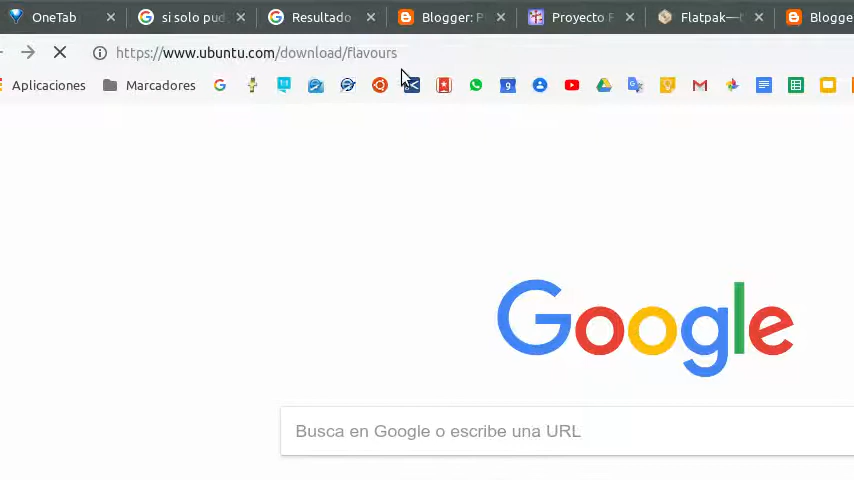 OneTab si solo pud Resultado Blogger: P Proyecto F Flatpak— Blogger
https://www.ubuntu.com/download/flavours
Aplicaciones Marcadores
Google
Busca en Google o escribe una URL